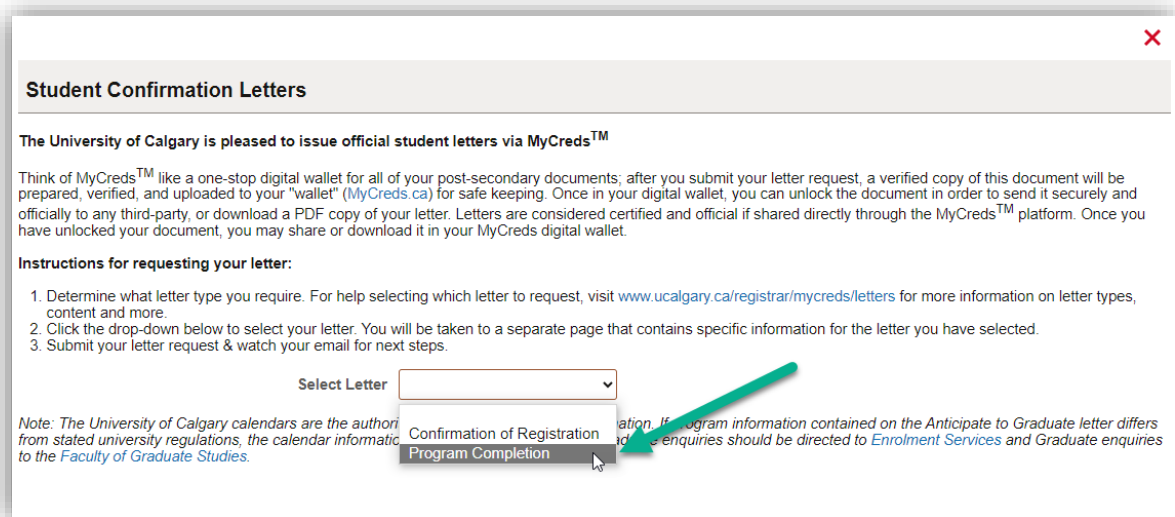 Student Confirmation Letters
The University of Calgary is pleased to issue official student letters via MyCreds™
Think of MyCreds™ like a one-stop digital wallet for all of your post-secondary documents; after you submit your letter request, a verified copy of this document will be
prepared, verified, and uploaded to your "wallet" (MyCreds.ca) for safe keeping. Once in your digital wallet, you can unlock the document in order to send it securely and
officially to any third-party, or download a PDF copy of your letter. Letters are considered certified and official if shared directly through the MyCreds™ platform. Once you
have unlocked your document, you may share or download it in your MyCreds digital wallet.
Instructions for requesting your letter:
1. Determine what letter type you require. For help selecting which letter to request, visit www.ucalgary.ca/registrar/mycreds/letters for more information on letter types,
content and more.
2. Click the drop-down below to select your letter. You will be taken to a separate page that contains specific information for the letter you have selected.
3. Submit your letter request & watch your email for next steps.
Select Letter
Confirmation of Registration
Program Completion
Note: The University of Calgary calendars are the authori ation. If program information contained on the Anticipate to Graduate letter differs
from stated university regulations, the calendar informatio enquiries should be directed to Enrolment Services and Graduate enquiries
to the Faculty of Graduate Studies.